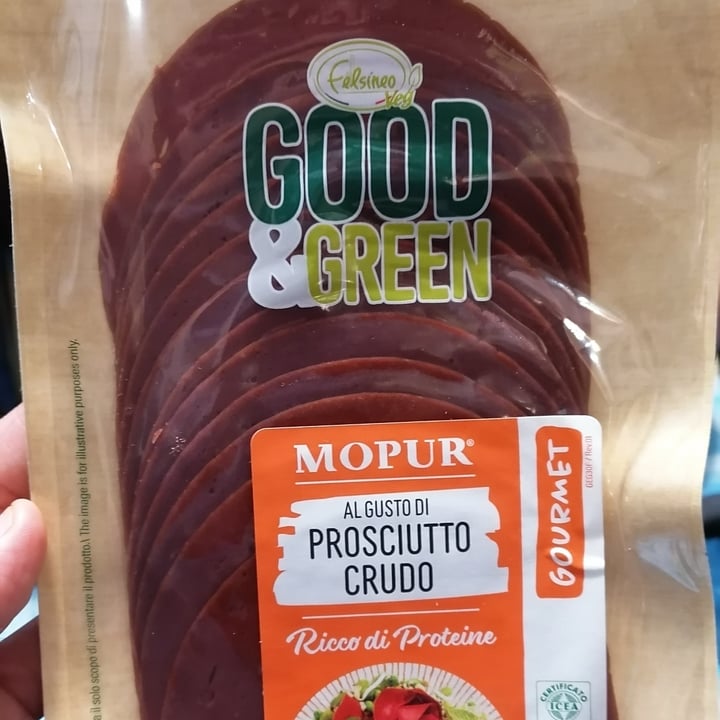 Felsineo
Veg
GOOD
&GREEN
MOPUR®
AL GUSTO DI
PROSCIUTTO
CRUDO
Ricco di Proteine
GOURMET
CERTIFICATO
ICEA
a il solo scopo di presentare il prodotto.\ The image is for illustrative purposes only.